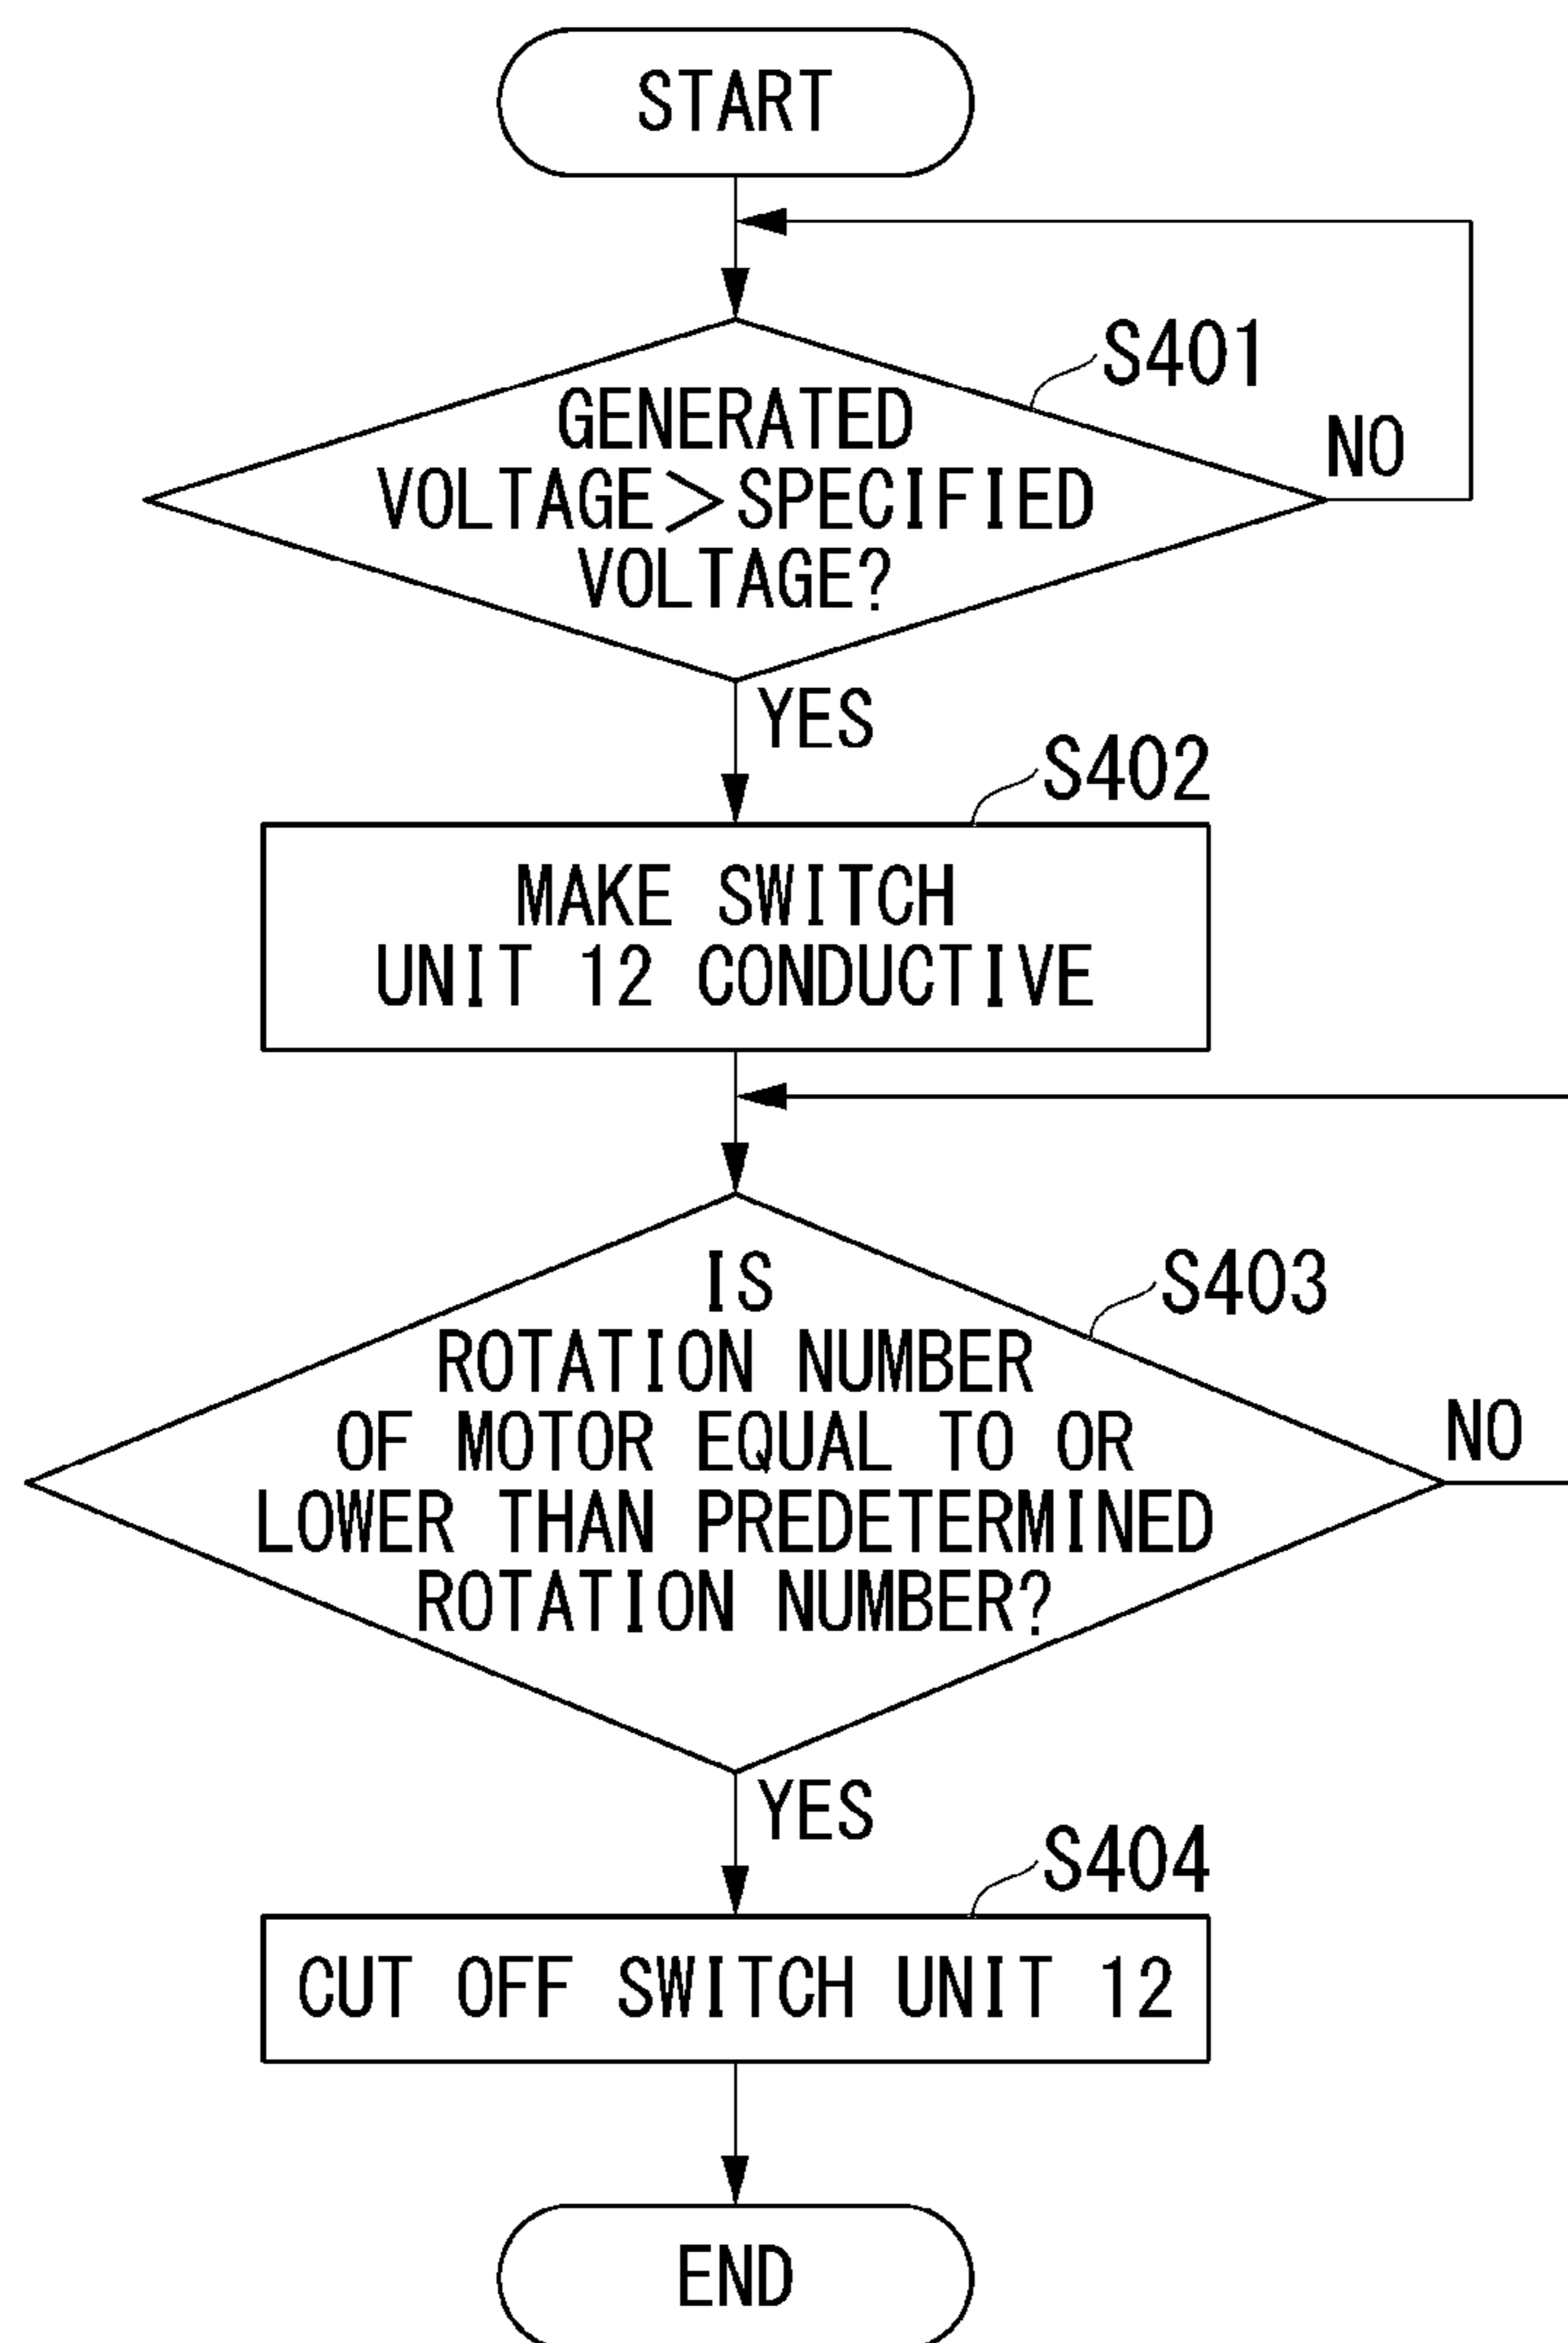 START
S401
GENERATED
VOLTAGE>SPECIFIED
VOLTAGE?
NO
YES
S402
MAKE SWITCH
UNIT 12 CONDUCTIVE
S403
IS
ROTATION NUMBER
OF MOTOR EQUAL TO OR
LOWER THAN PREDETERMINED
ROTATION NUMBER?
NO
YES
S404
CUT OFF SWITCH UNIT 12
END